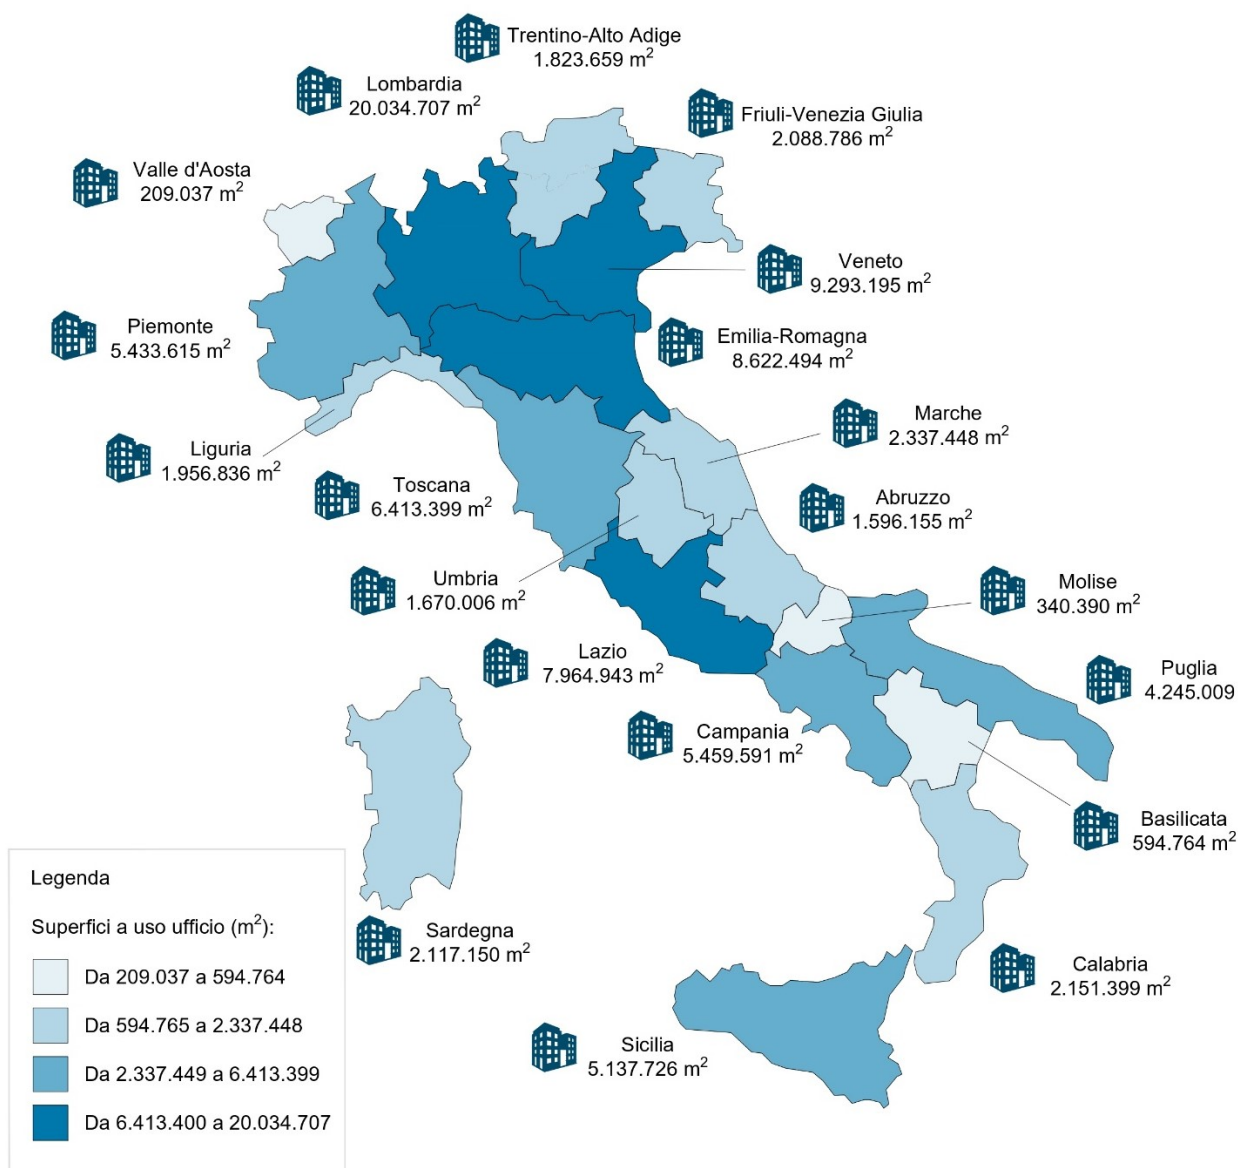 Trentino-Alto Adige
1.823.659 m²
Lombardia
20.034.707 m²
Friuli-Venezia Giulia
2.088.786 m²
Valle d'Aosta
209.037 m²
Veneto
9.293.195 m²
Piemonte
5.433.615 m²
Emilia-Romagna
8.622.494 m²
Marche
2.337.448 m²
Liguria
1.956.836 m²
Toscana
6.413.399 m²
Abruzzo
1.596.155 m²
Umbria
1.670.006 m²
Molise
340.390 m²
Lazio
7.964.943 m²
Puglia
4.245.009
Campania
5.459.591 m²
Basilicata
594.764 m²
Sardegna
2.117.150 m²
Calabria
2.151.399 m²
Sicilia
5.137.726 m²
Legenda
Superfici a uso ufficio (m²):
Da 209.037 a 594.764
Da 594.765 a 2.337.448
Da 2.337.449 a 6.413.399
Da 6.413.400 a 20.034.707